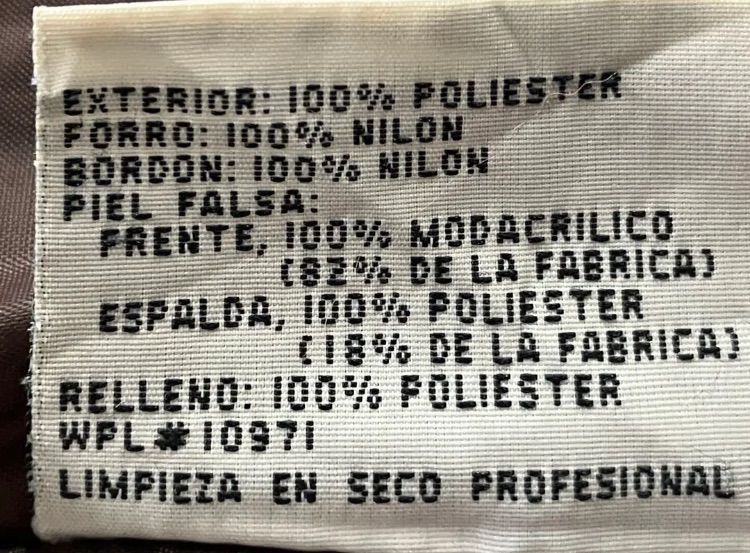 EXTERIOR: 100% POLIESTER
FORRO: 100% NILON
BORDON: 100% NILON
PIEL FALSA:
FRENTE, 100% MODACRILICO
(82% DE LA FABRICA)
ESPALDA, 100% POLIESTER
(18% DE LA FABRICA)
RELLENO: 100% POLIESTER
WPL#10971
LIMPIEZA EN SECO PROFESIONAL